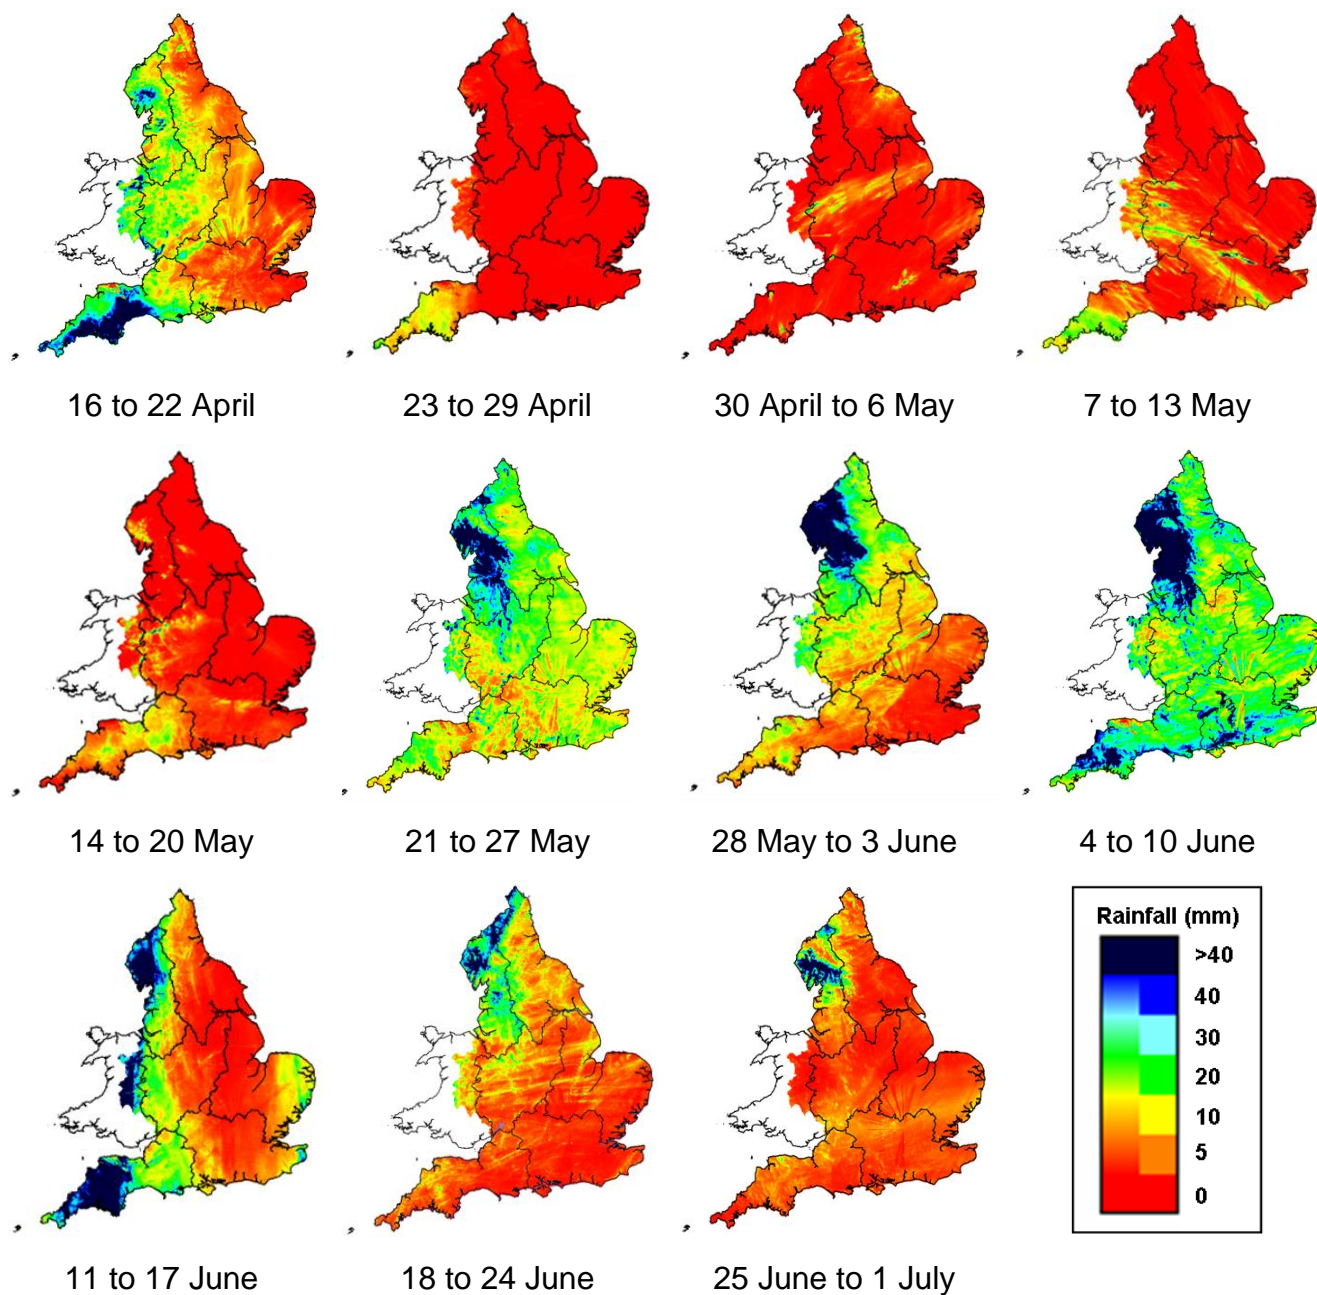 16 to 22 April
23 to 29 April
30 April to 6 May
7 to 13 May
14 to 20 May
21 to 27 May
28 May to 3 June
4 to 10 June
Rainfall (mm)
>40
40
30
20
10
5
0
11 to 17 June
18 to 24 June
25 June to 1 July